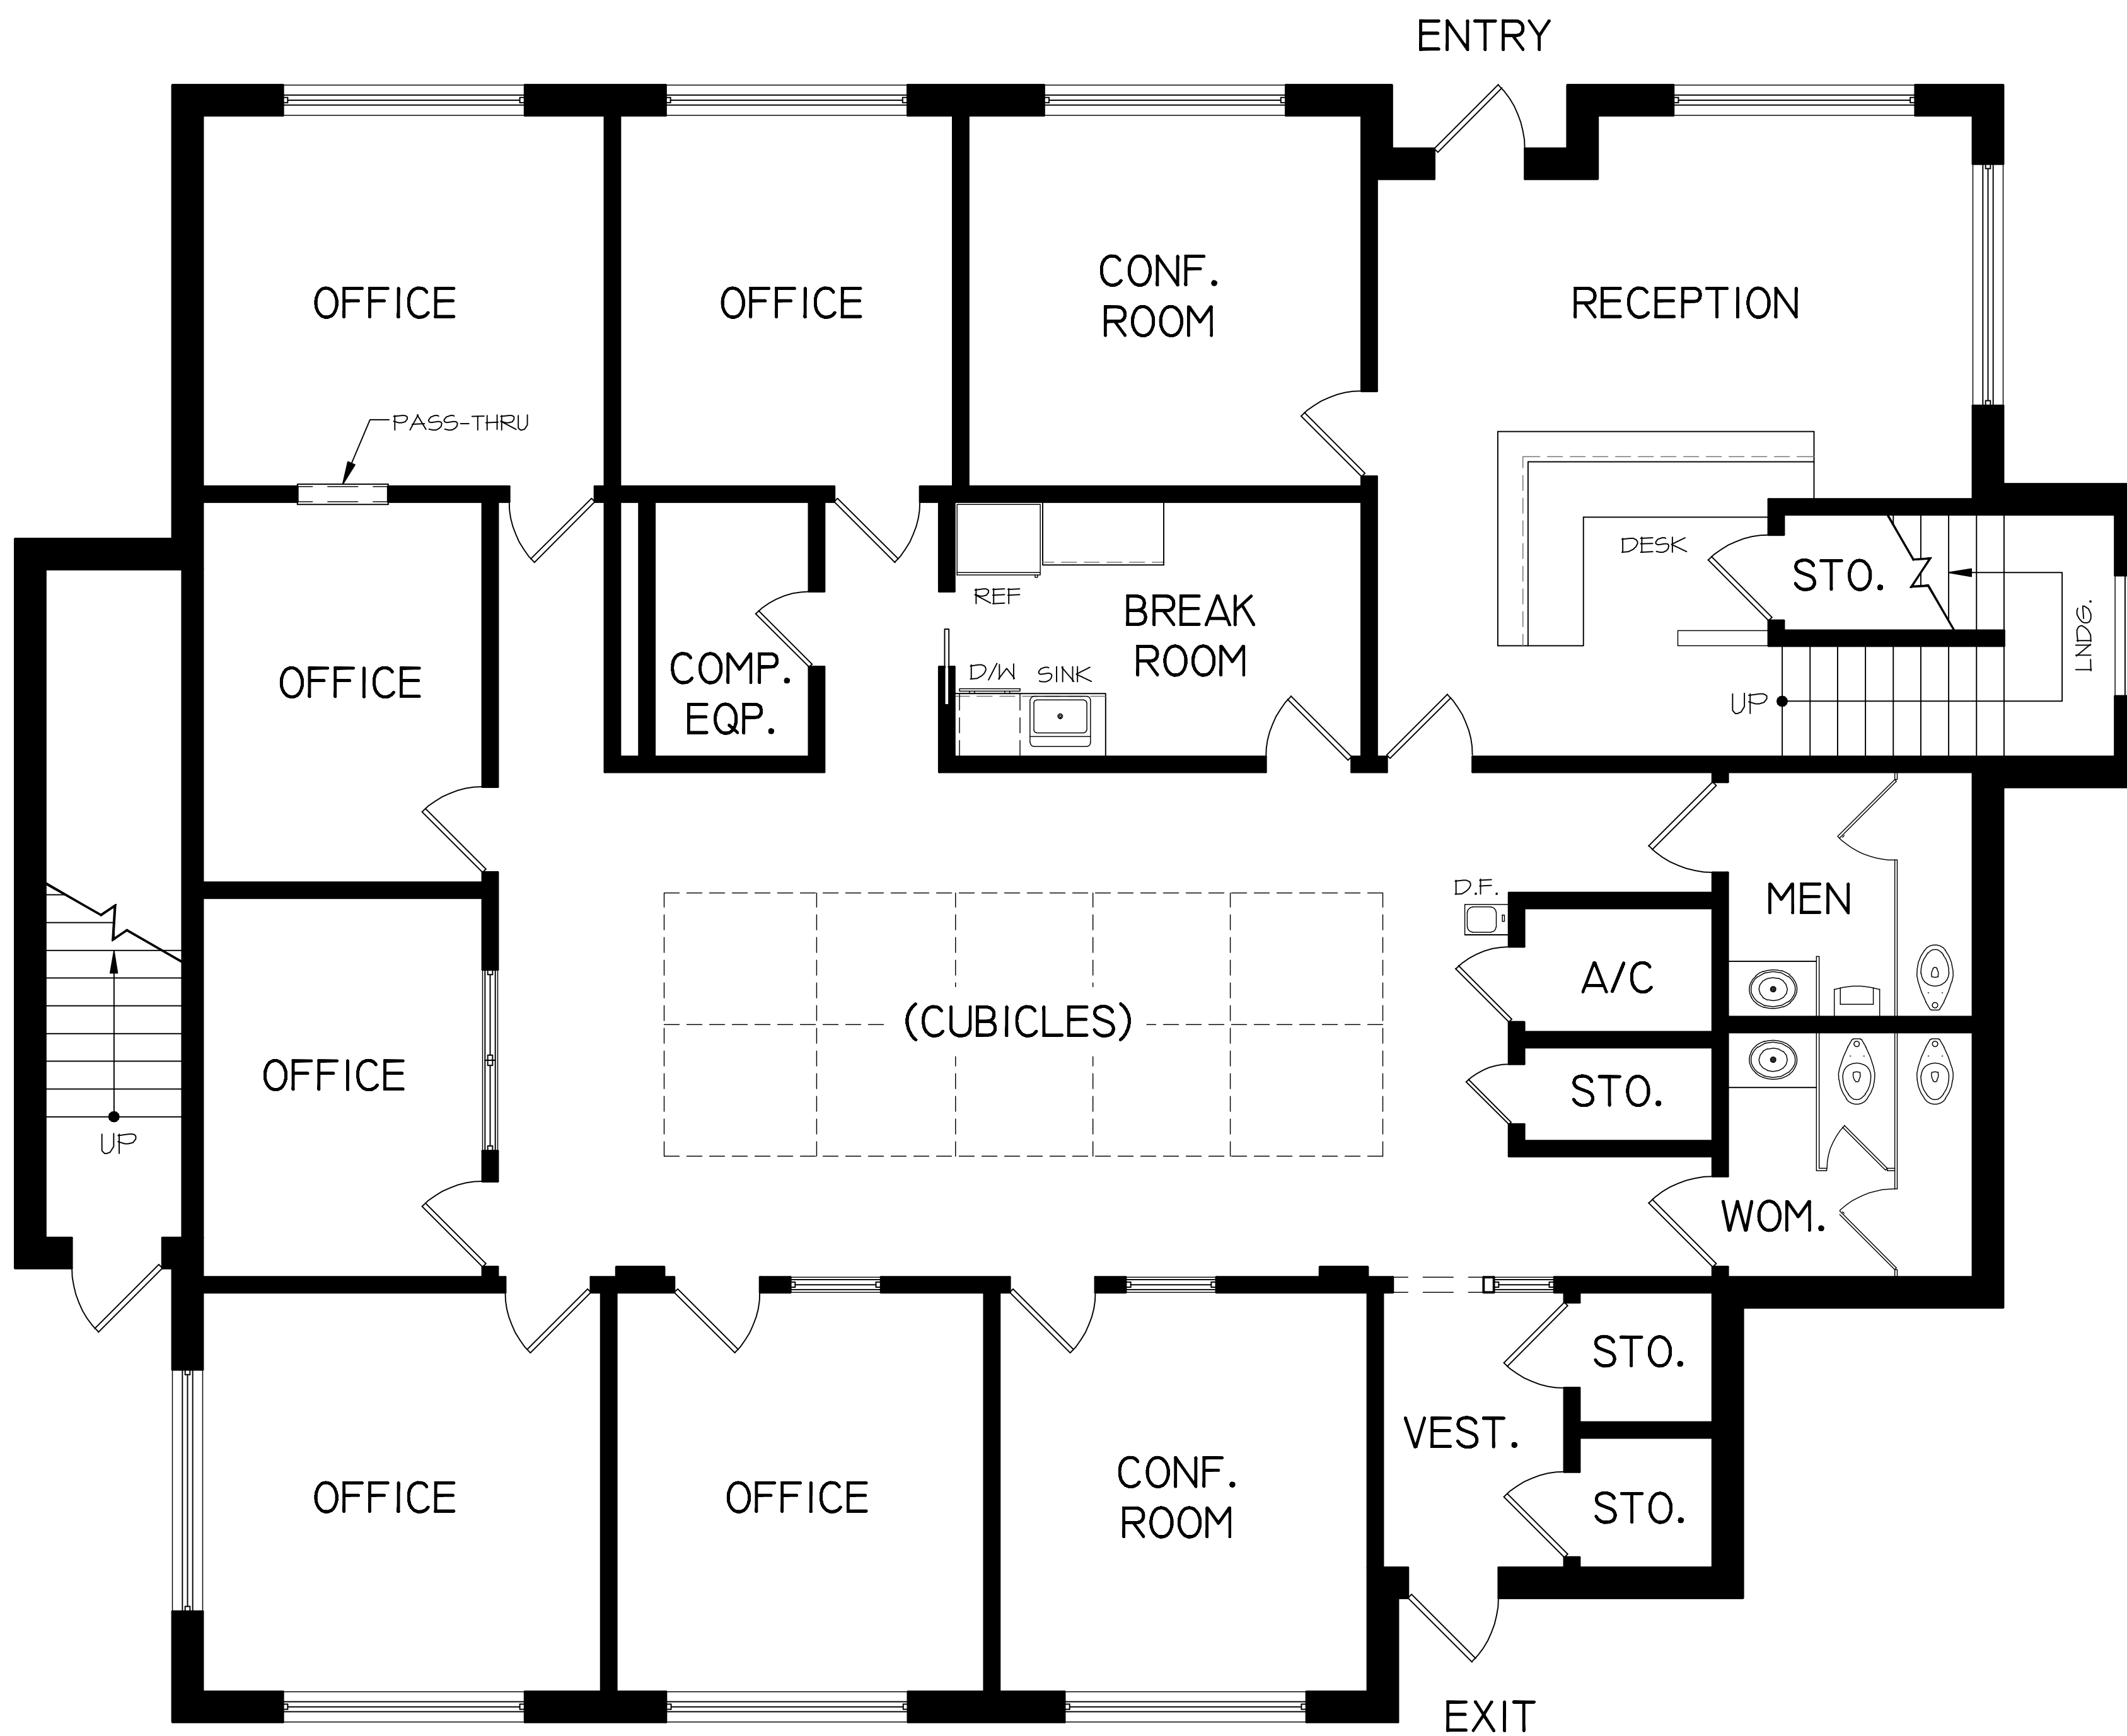 ENTRY
OFFICE
OFFICE
CONF.
ROOM
RECEPTION
PASS-THRU
DESK
STO.
LNDG.
UP
REF
BREAK
ROOM
D/W
SINK
COMP.
EQP.
OFFICE
MEN
D.F.
A/C
(CUBICLES)
STO.
OFFICE
UP
WOM.
STO.
VEST.
STO.
OFFICE
OFFICE
CONF.
ROOM
EXIT